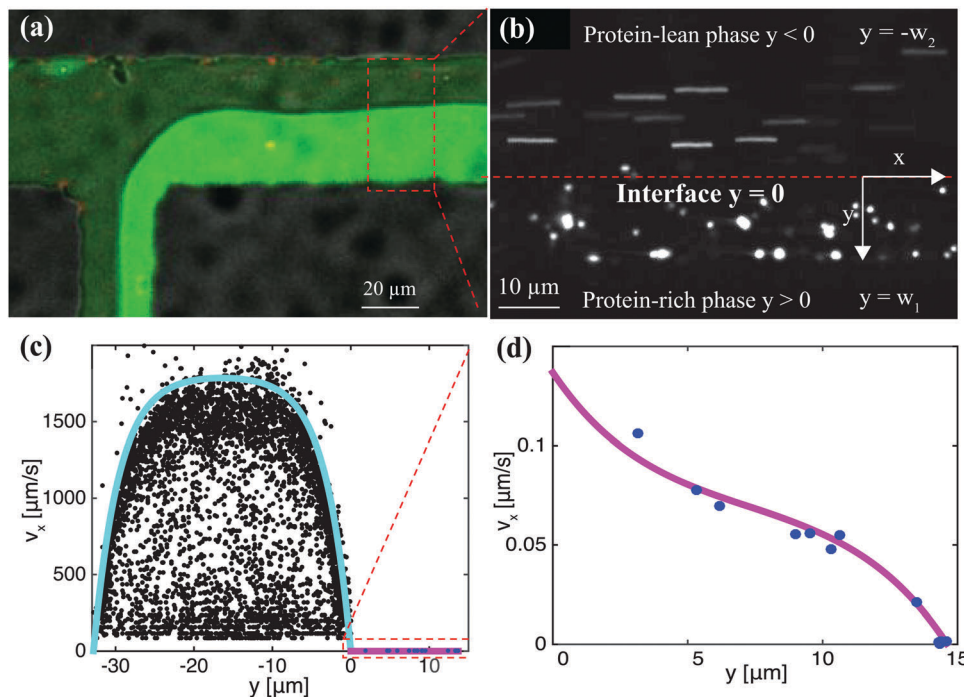 (a)
20 µm
(b)
Protein-lean phase y < 0
y = -w2
x
Interface y = 0
y
10 µm
Protein-rich phase y > 0
y = w1
(c)
1500
1000
500
0
vx [µm/s]
-30
-20
-10
0
10
y [µm]
(d)
0.1
0.05
0
vx [µm/s]
0
5
10
15
y [µm]